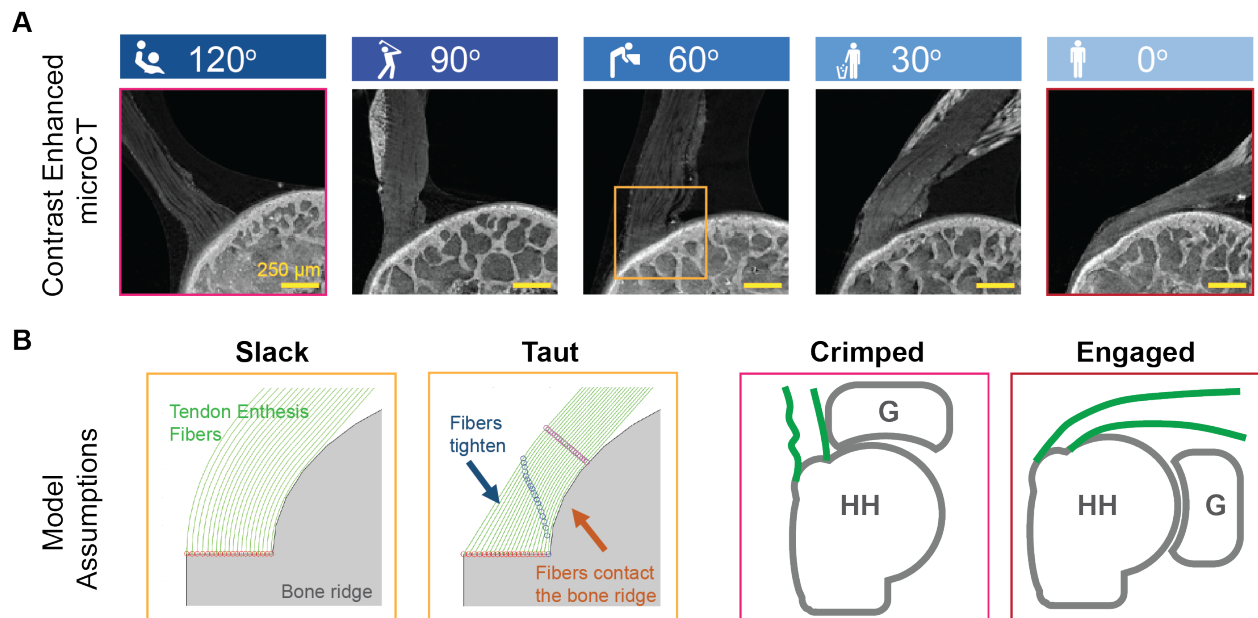 A
120°
90°
60°
30°
0°
Contrast Enhanced
microCT
250 µm
B
Slack
Taut
Crimped
Engaged
Model
Assumptions
Tendon Enthesis
Fibers
Bone ridge
Fibers
tighten
Fibers contact
the bone ridge
G
HH
HH
G